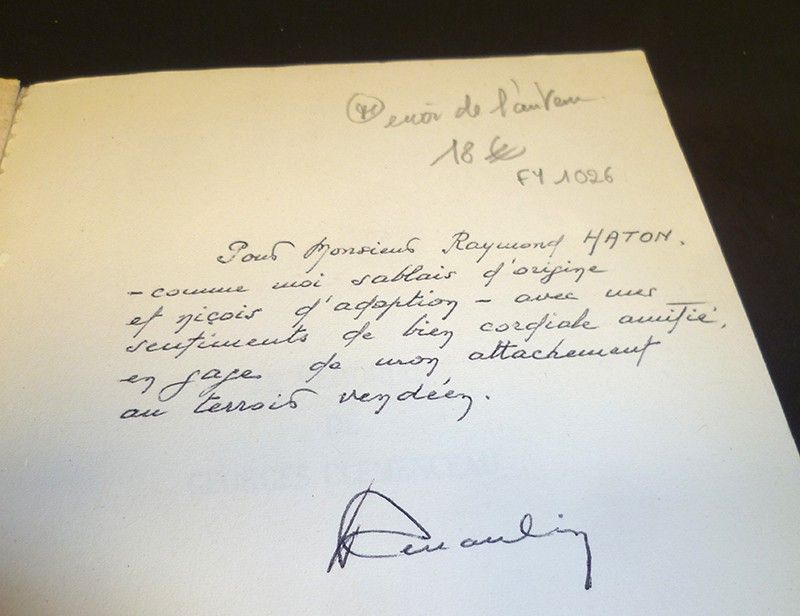 envoi de l'auteur
18 €
FY 1026
Pour Monsieur Raymond HATON.
- comme moi sablais d'origine
et niçois d'adoption - avec mes
sentiments de bien cordiale amitié,
en gage de mon attachement
au terroir vendéen.